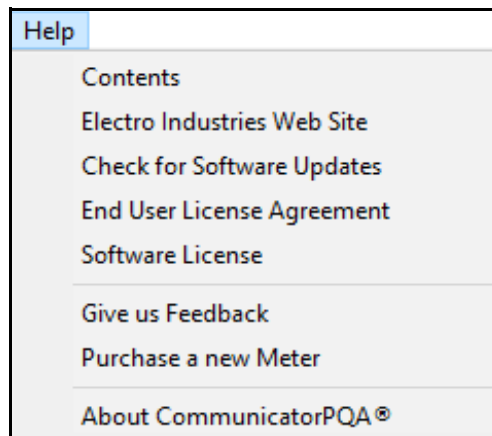 Help
Contents
Electro Industries Web Site
Check for Software Updates
End User License Agreement
Software License
Give us Feedback
Purchase a new Meter
About CommunicatorPQA®